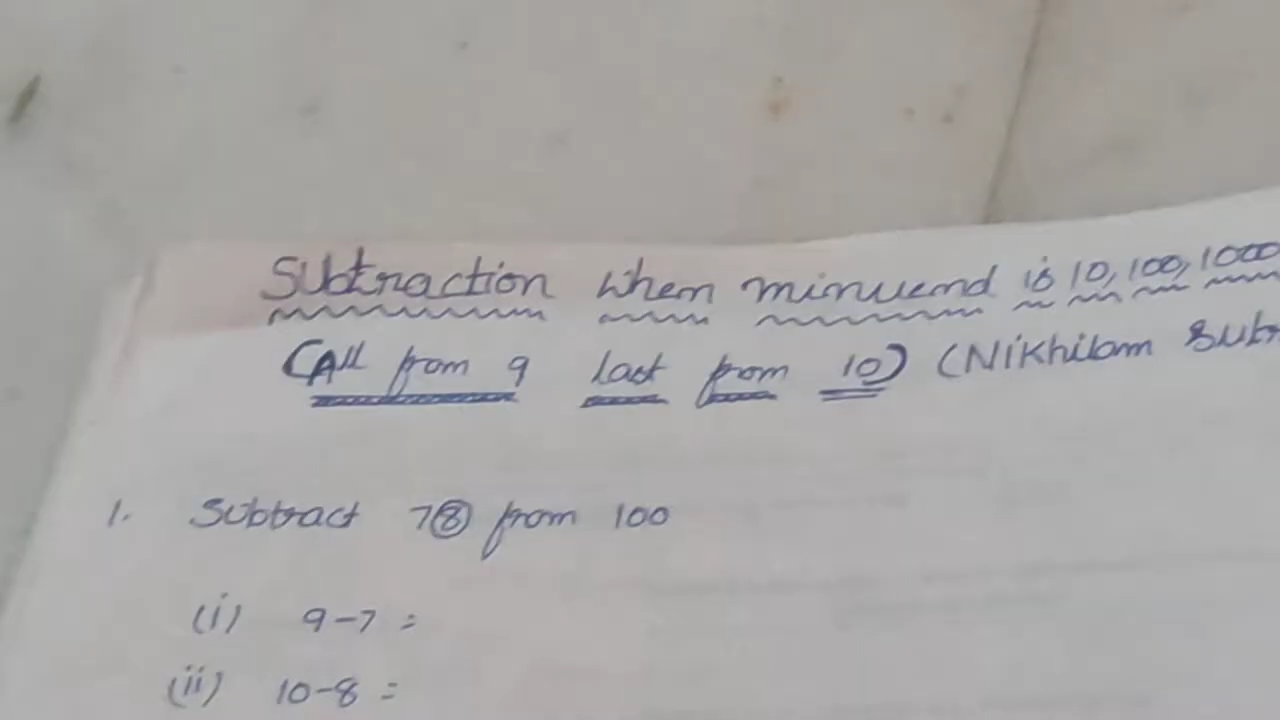 Subtraction when minuend is 10, 100, 1000
(All from 9 last from 10) (Nikhilam Sub
1. Subtract 78 from 100
(i) 9-7 =
(ii) 10-8 =